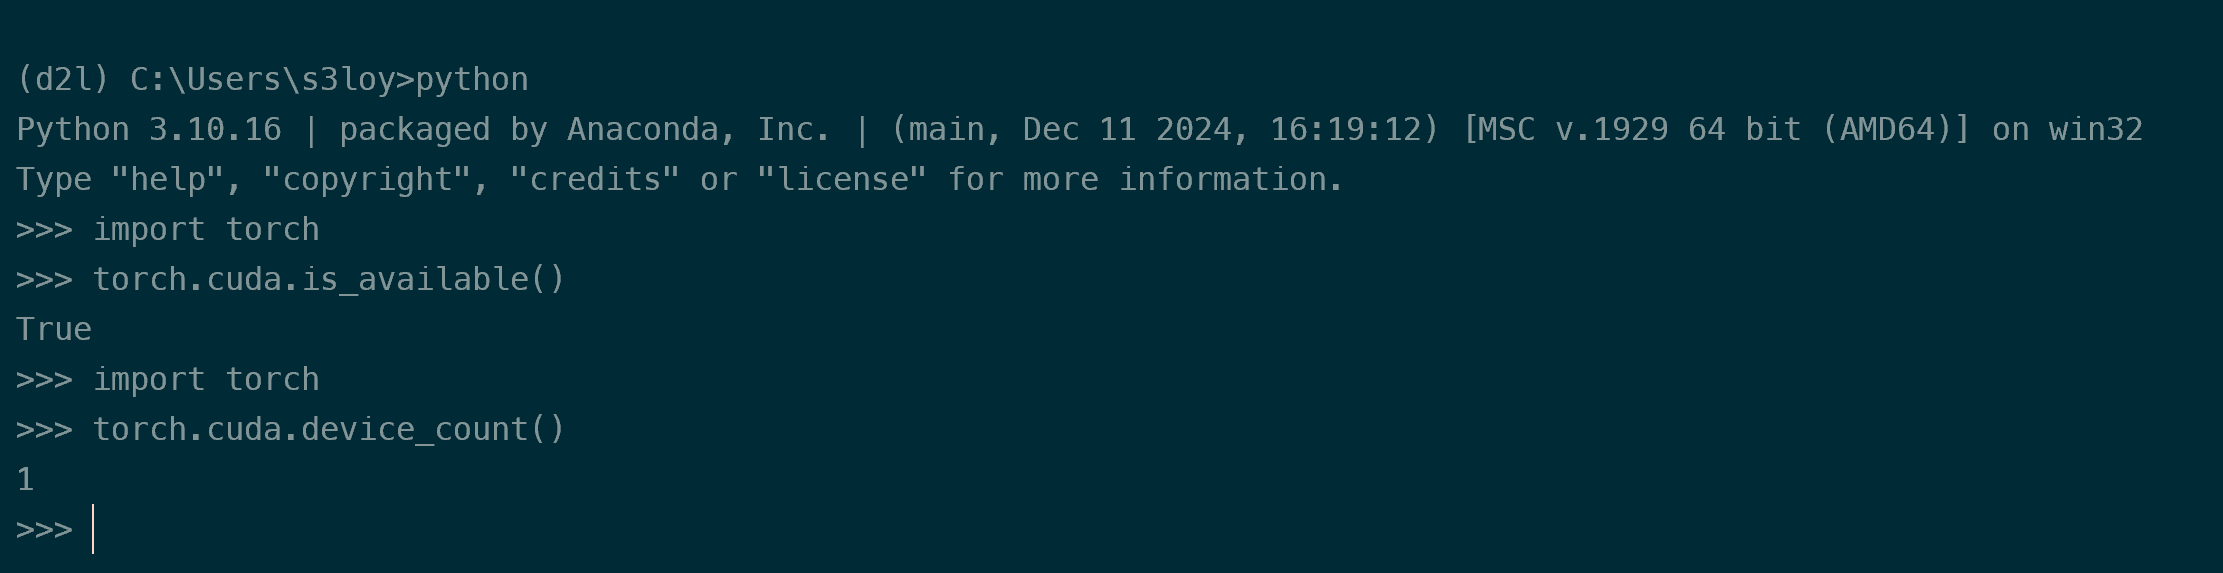 (d2l) C:\Users\s3loy>python
Python 3.10.16 | packaged by Anaconda, Inc. | (main, Dec 11 2024, 16:19:12) [MSC v.1929 64 bit (AMD64)] on win32
Type "help", "copyright", "credits" or "license" for more information.
>>> import torch
>>> torch.cuda.is_available()
True
>>> import torch
>>> torch.cuda.device_count()
1
>>>